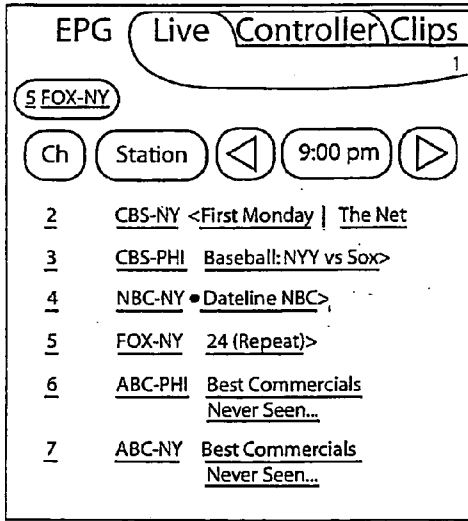 EPG Live Controller Clips
1
5 FOX-NY
Ch Station 9:00 pm
2 CBS-NY <First Monday | The Net
3 CBS-PHI Baseball: NYY vs Sox>
4 NBC-NY • Dateline NBC>
5 FOX-NY 24 (Repeat)>
6 ABC-PHI Best Commercials
Never Seen...
7 ABC-NY Best Commercials
Never Seen...